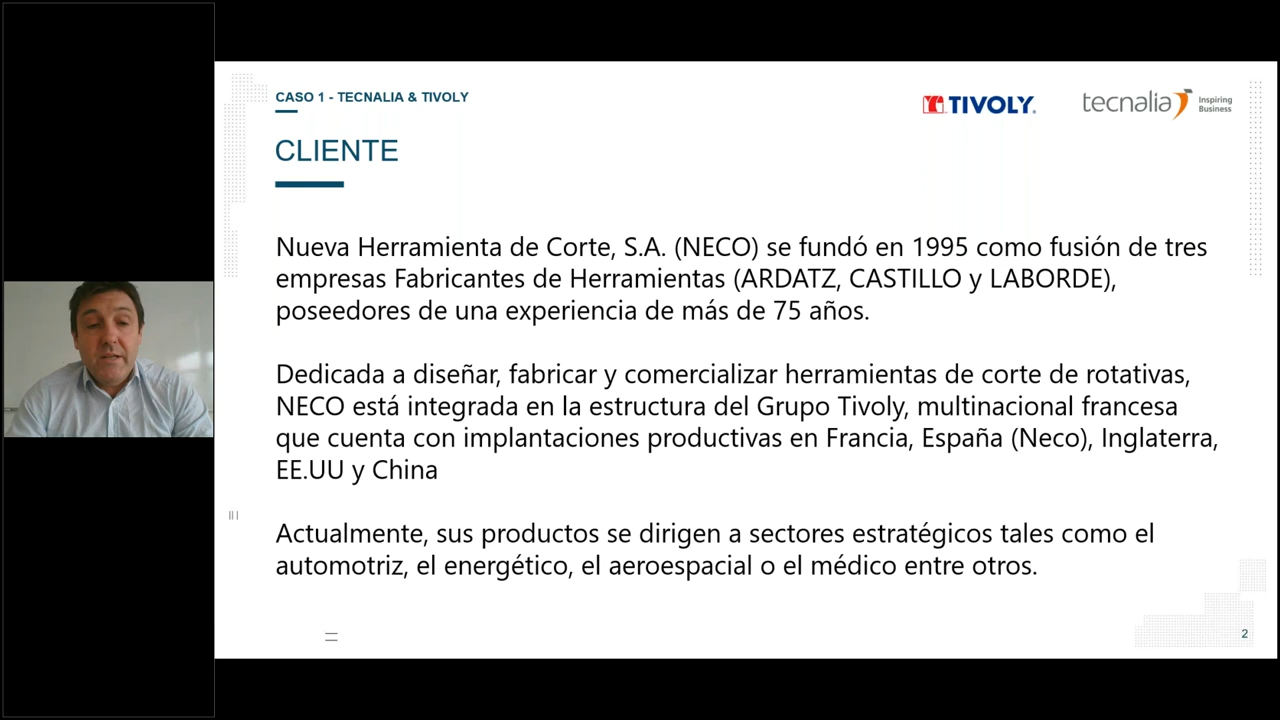 CASO 1 - TECNALIA & TIVOLY
TIVOLY.
tecnalia Inspiring
Business
CLIENTE
Nueva Herramienta de Corte, S.A. (NECO) se fundó en 1995 como fusión de tres
empresas Fabricantes de Herramientas (ARDATZ, CASTILLO y LABORDE),
poseedores de una experiencia de más de 75 años.
Dedicada a diseñar, fabricar y comercializar herramientas de corte de rotativas,
NECO está integrada en la estructura del Grupo Tivoly, multinacional francesa
que cuenta con implantaciones productivas en Francia, España (Neco), Inglaterra,
EE.UU y China
Actualmente, sus productos se dirigen a sectores estratégicos tales como el
automotriz, el energético, el aeroespacial o el médico entre otros.
2